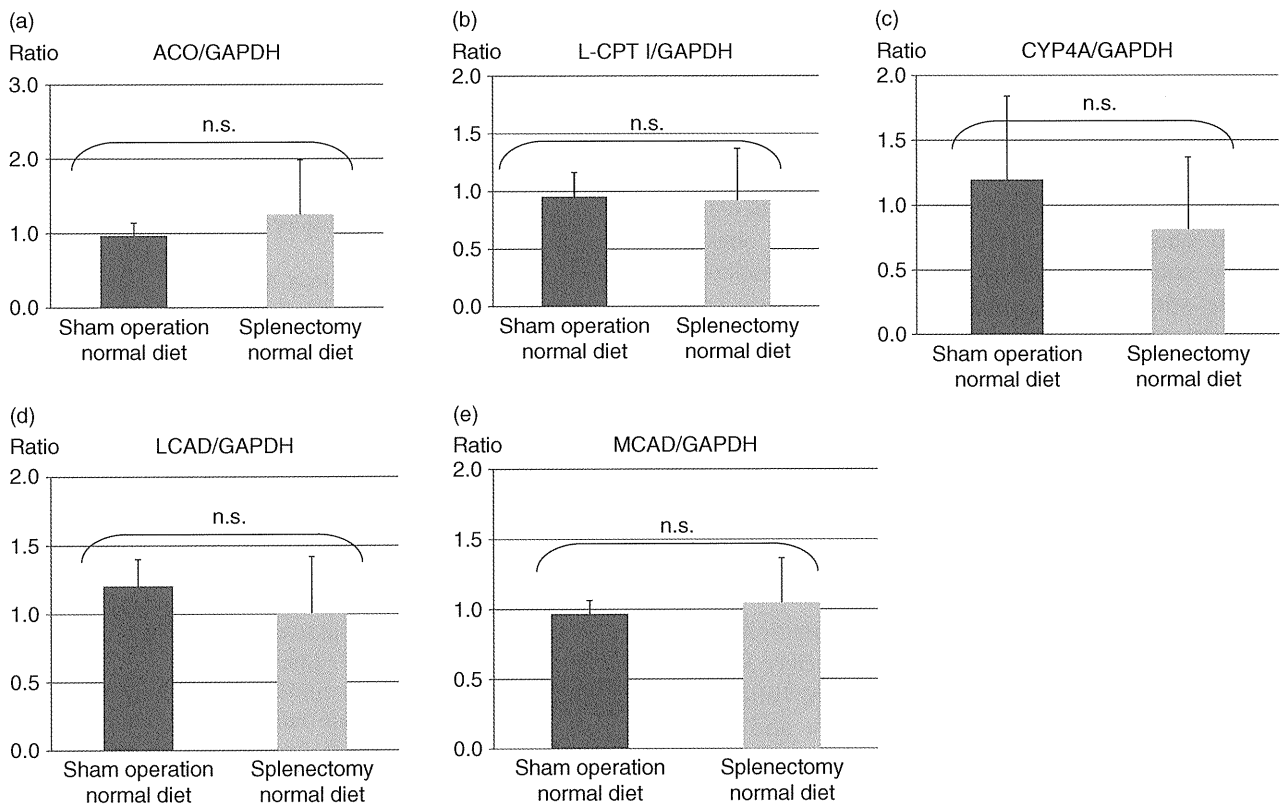 (a)
Ratio
ACO/GAPDH
3.0
2.0
1.0
0.0
n.s.
Sham operation
normal diet
Splenectomy
normal diet
(b)
Ratio
L-CPT I/GAPDH
2.0
1.5
1.0
0.5
0.0
n.s.
Sham operation
normal diet
Splenectomy
normal diet
(c)
Ratio
CYP4A/GAPDH
2.0
1.5
1.0
0.5
0.0
n.s.
Sham operation
normal diet
Splenectomy
normal diet
(d)
Ratio
LCAD/GAPDH
2.0
1.5
1.0
0.5
0.0
n.s.
Sham operation
normal diet
Splenectomy
normal diet
(e)
Ratio
MCAD/GAPDH
2.0
1.5
1.0
0.5
0.0
n.s.
Sham operation
normal diet
Splenectomy
normal diet